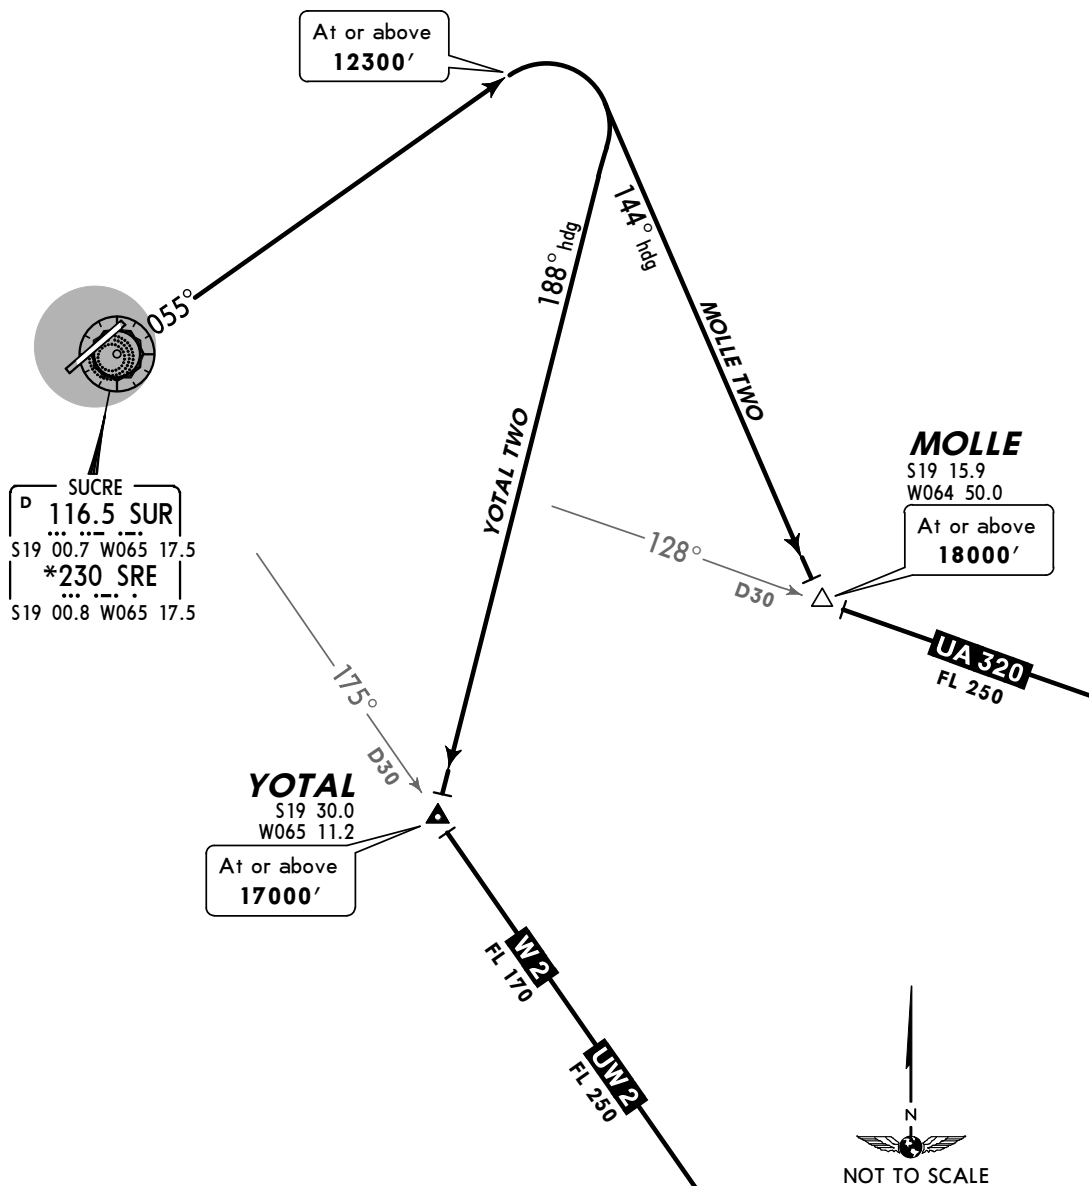 At or above
12300′
055°
188° hdg
144° hdg
MOLLE TWO
YOTAL TWO
MOLLE
S19 15.9
W064 50.0
At or above
18000′
SUCRE
D 116.5 SUR
S19 00.7 W065 17.5
*230 SRE
S19 00.8 W065 17.5
128°
D30
UA 320
FL 250
175°
D30
YOTAL
S19 30.0
W065 11.2
At or above
17000′
W 2
FL 170
UW 2
FL 250
N
NOT TO SCALE